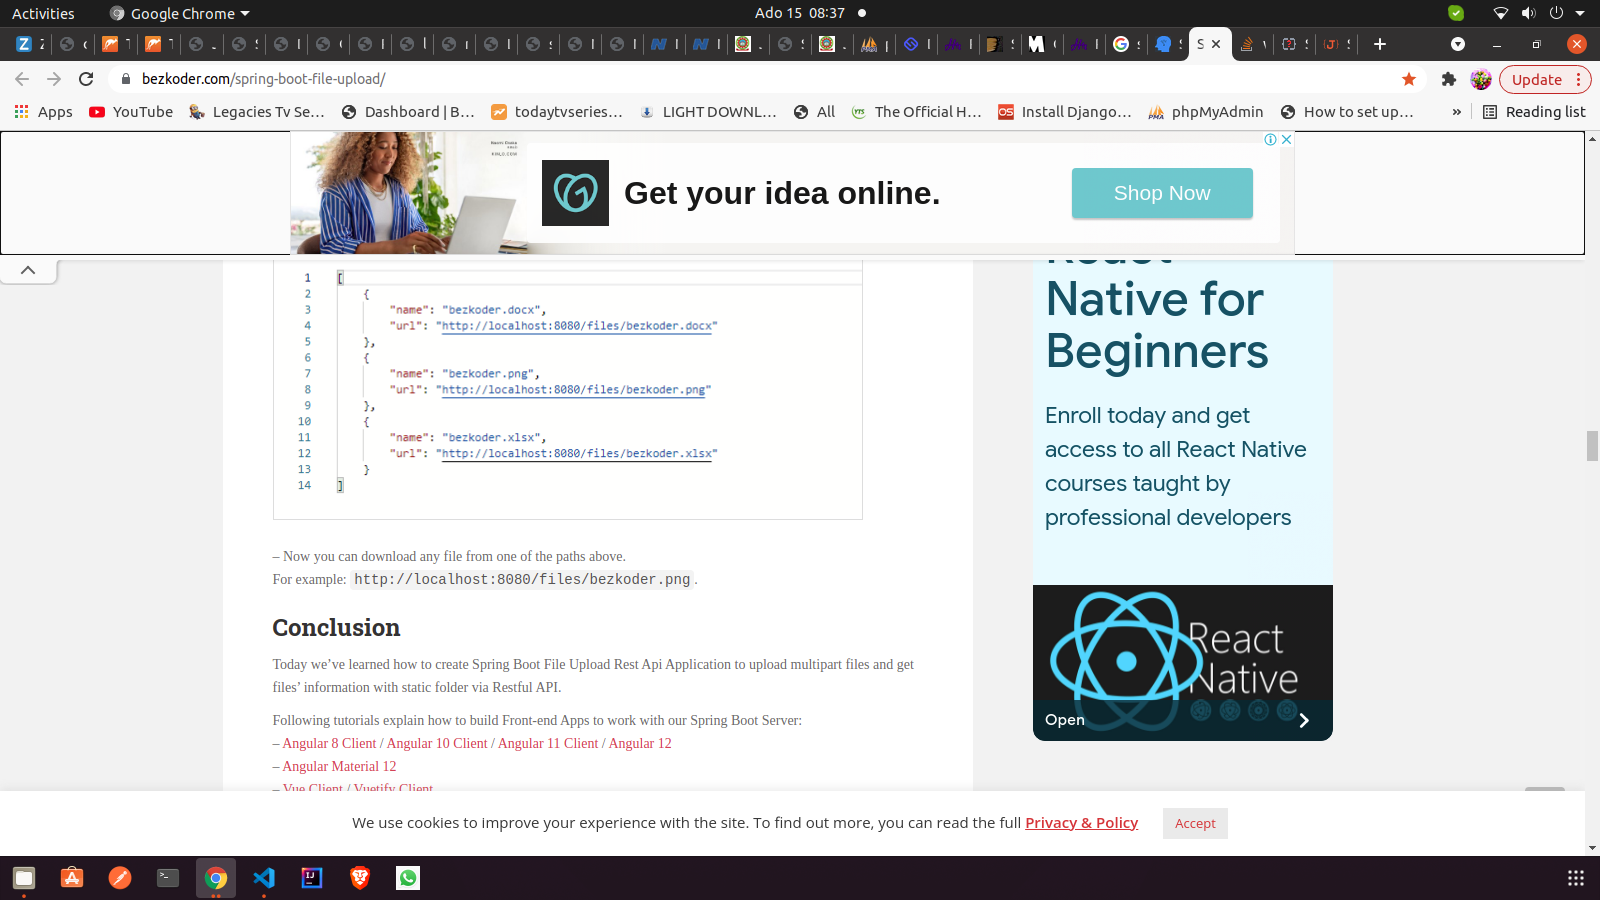 Activities
Google Chrome
Ado 15 08:37
bezkoder.com/spring-boot-file-upload/
Update
Apps
YouTube
Legacies Tv Se…
Dashboard | B…
todaytvseries…
LIGHT DOWNL…
All
The Official H…
Install Django…
phpMyAdmin
How to set up…
»
Reading list
Get your idea online.
Shop Now
1 [
2 {
3 "name": "bezkoder.docx",
4 "url": "http://localhost:8080/files/bezkoder.docx"
5 },
6 {
7 "name": "bezkoder.png",
8 "url": "http://localhost:8080/files/bezkoder.png"
9 },
10 {
11 "name": "bezkoder.xlsx",
12 "url": "http://localhost:8080/files/bezkoder.xlsx"
13 }
14 ]
– Now you can download any file from one of the paths above.
For example: http://localhost:8080/files/bezkoder.png.
Conclusion
Today we’ve learned how to create Spring Boot File Upload Rest Api Application to upload multipart files and get
files’ information with static folder via Restful API.
Following tutorials explain how to build Front-end Apps to work with our Spring Boot Server:
– Angular 8 Client / Angular 10 Client / Angular 11 Client / Angular 12
– Angular Material 12
– Vue Client / Vuetify Client
React
Native for
Beginners
Enroll today and get
access to all React Native
courses taught by
professional developers
React
Native
Open
We use cookies to improve your experience with the site. To find out more, you can read the full Privacy & Policy
Accept